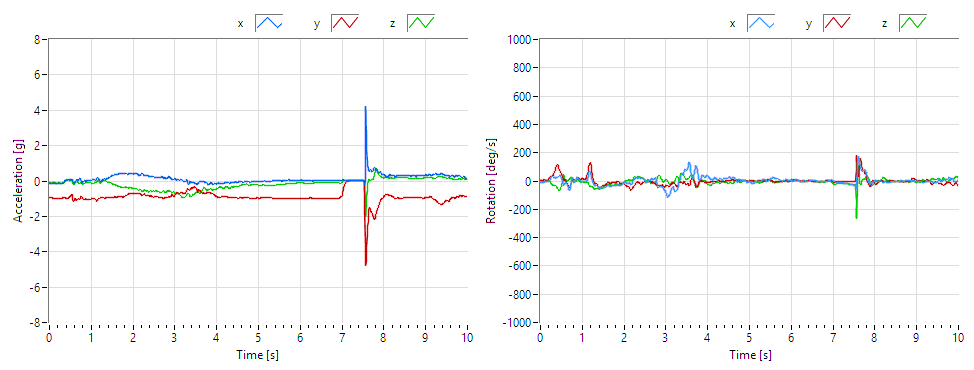 x y z
Acceleration [g]
8
6
4
2
0
-2
-4
-6
-8
0 1 2 3 4 5 6 7 8 9 10
Time [s]
x y z
Rotation [deg/s]
1000
800
600
400
200
0
-200
-400
-600
-800
-1000
0 1 2 3 4 5 6 7 8 9 10
Time [s]